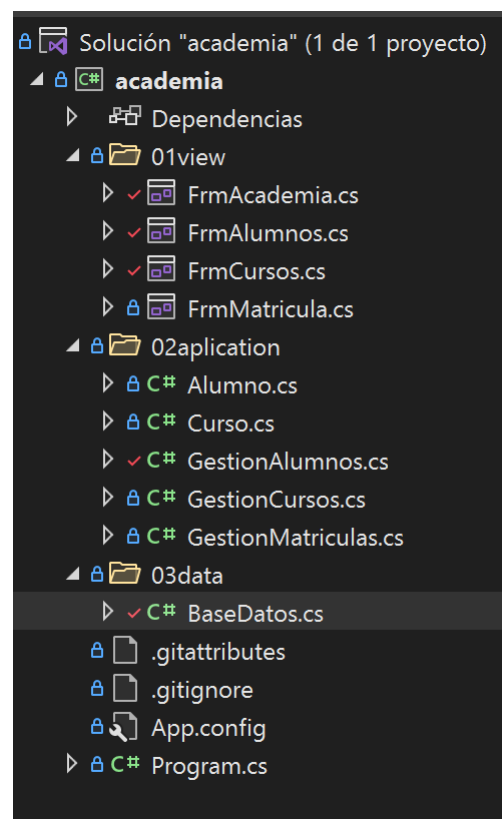 Solución "academia" (1 de 1 proyecto)
C# academia
Dependencias
01view
FrmAcademia.cs
FrmAlumnos.cs
FrmCursos.cs
FrmMatricula.cs
02aplication
C# Alumno.cs
C# Curso.cs
C# GestionAlumnos.cs
C# GestionCursos.cs
C# GestionMatriculas.cs
03data
C# BaseDatos.cs
.gitattributes
.gitignore
App.config
C# Program.cs